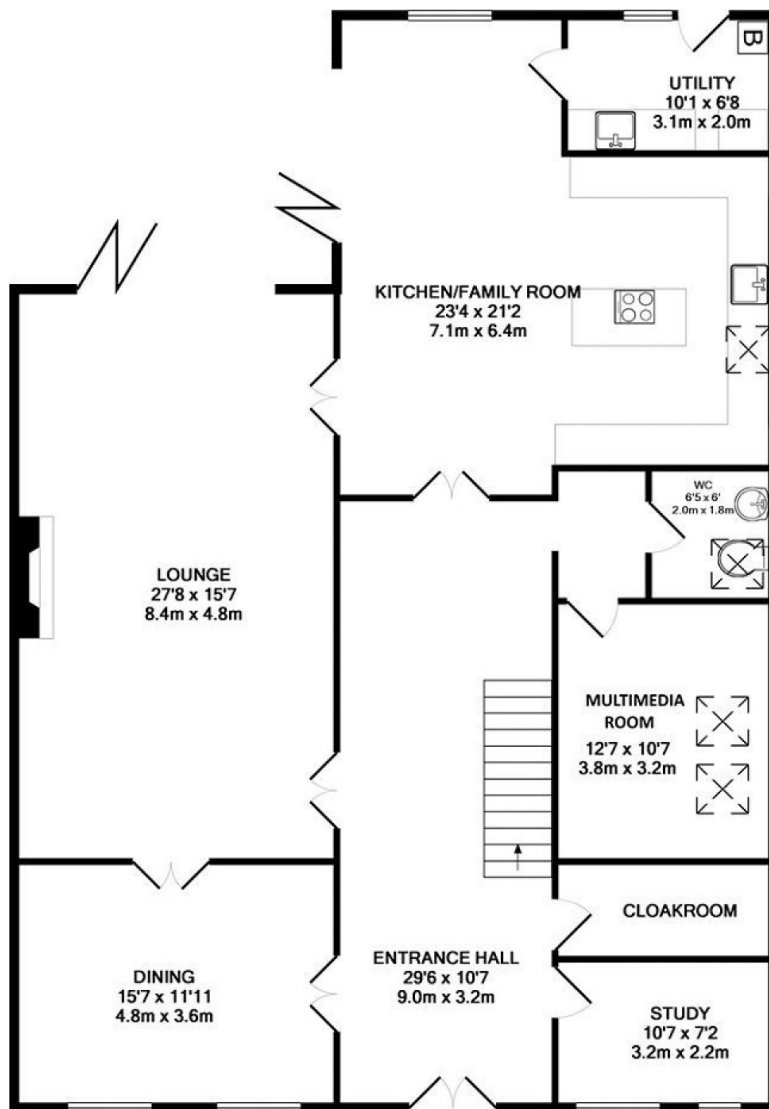 B
UTILITY
10'1 x 6'8
3.1m x 2.0m
KITCHEN/FAMILY ROOM
23'4 x 21'2
7.1m x 6.4m
WC
6'5 x 6'
2.0m x 1.8m
LOUNGE
27'8 x 15'7
8.4m x 4.8m
MULTIMEDIA
ROOM
12'7 x 10'7
3.8m x 3.2m
CLOAKROOM
ENTRANCE HALL
29'6 x 10'7
9.0m x 3.2m
DINING
15'7 x 11'11
4.8m x 3.6m
STUDY
10'7 x 7'2
3.2m x 2.2m